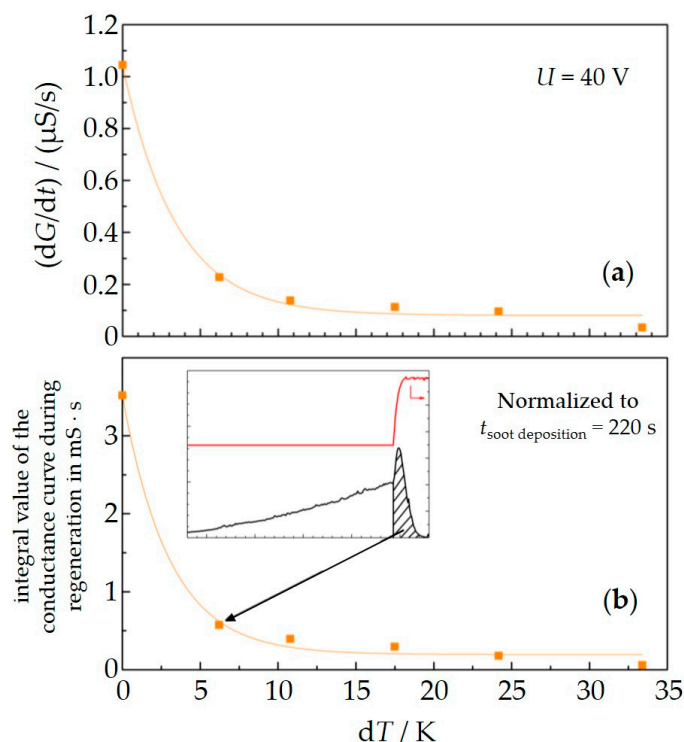 1.2
1.0
0.8
0.6
0.4
0.2
0
(dG/dt) / (µS/s)
U = 40 V
(a)
3
2
1
0
integral value of the
conductance curve during
regeneration in mS · s
Normalized to
t soot deposition = 220 s
(b)
0 5 10 15 20 25 30 35
dT / K